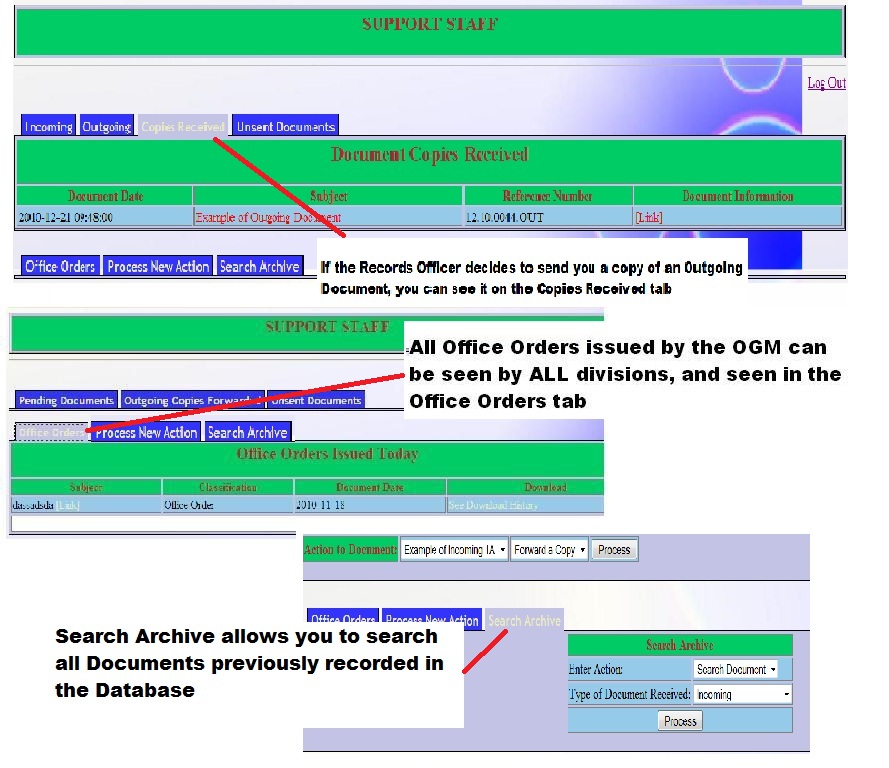 SUPPORT STAFF
Log Out
Incoming Outgoing Copies Received Unsent Documents
Document Copies Received
Document Date Subject Reference Number Document Information
2010-12-21 09:48:00 Example of Outgoing Document 12.10.0044.OUT [Link]
Office Orders Process New Action Search Archive
If the Records Officer decides to send you a copy of an Outgoing
Document, you can see it on the Copies Received tab
SUPPORT STAFF
All Office Orders issued by the OGM can
be seen by ALL divisions, and seen in the
Office Orders tab
Pending Documents Outgoing Copies Forwarded Unsent Documents
Office Orders Process New Action Search Archive
Office Orders Issued Today
Subject Classification Document Date Download
dassadsda [Link] Office Order 2010-11-18 See Download History
Action to Document: Example of Incoming IA Forward a Copy Process
Office Orders Process New Action Search Archive
Search Archive allows you to search
all Documents previously recorded in
the Database
Search Archive
Enter Action: Search Document
Type of Document Received: Incoming
Process